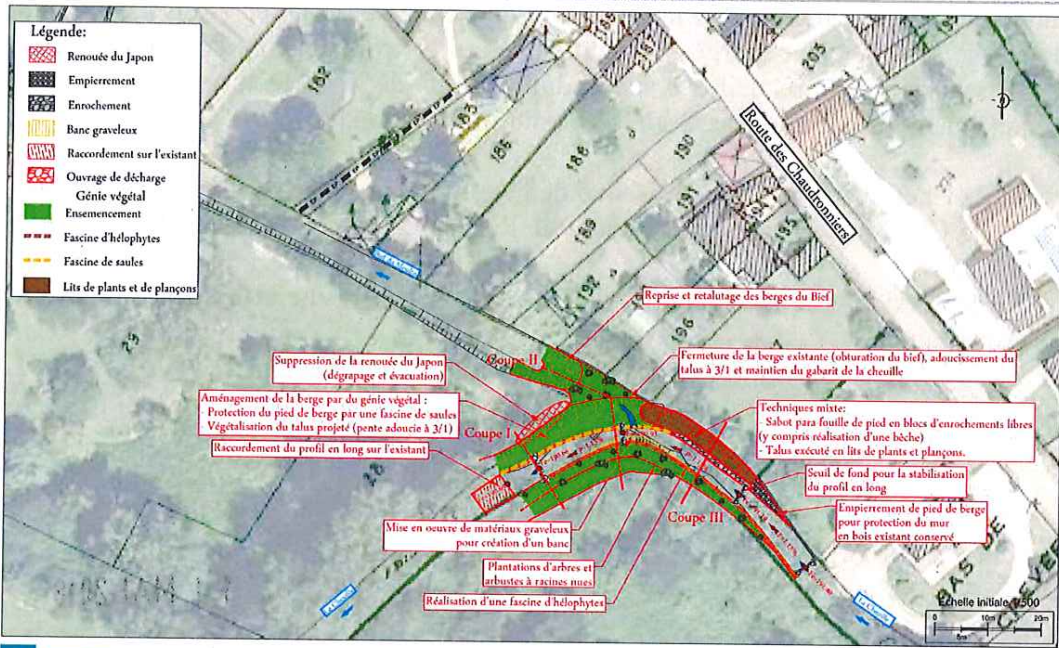 Légende:
Renouée du Japon
Empierrement
Enrochement
Banc graveleux
Raccordement sur l'existant
Ouvrage de décharge
Génie végétal
Ensemencement
Fascine d'hélophytes
Fascine de saules
Lits de plants et de plançons
Route des Chaudronniers
182
185
186
188
189
190
191
192
195
196
203
29
28
Reprise et retalutage des berges du Bief
Coupe II
Suppression de la renouée du Japon
(dégrapage et évacuation)
Fermeture de la berge existante (obturation du bief), adoucissement du
talus à 3/1 et maintien du gabarit de la cheuille
Aménagement de la berge par du génie végétal :
- Protection du pied de berge par une fascine de saules
- Végétalisation du talus projeté (pente adoucie à 3/1)
Coupe I
Techniques mixte:
- Sabot para fouille de pied en blocs d'enrochements libres
(y compris réalisation d'une bêche)
- Talus exécuté en lits de plants et plançons.
Raccordement du profil en long sur l'existant
Seuil de fond pour la stabilisation
du profil en long
Empierrement de pied de berge
pour protection du mur
en bois existant conservé
Coupe III
Mise en oeuvre de matériaux graveleux
pour création d'un banc
Plantations d'arbres et
arbustes à racines nues
Réalisation d'une fascine d'hélophytes
La Cheuille
BAS DE
Echelle initiale 1/500
0 10m 20m
5m